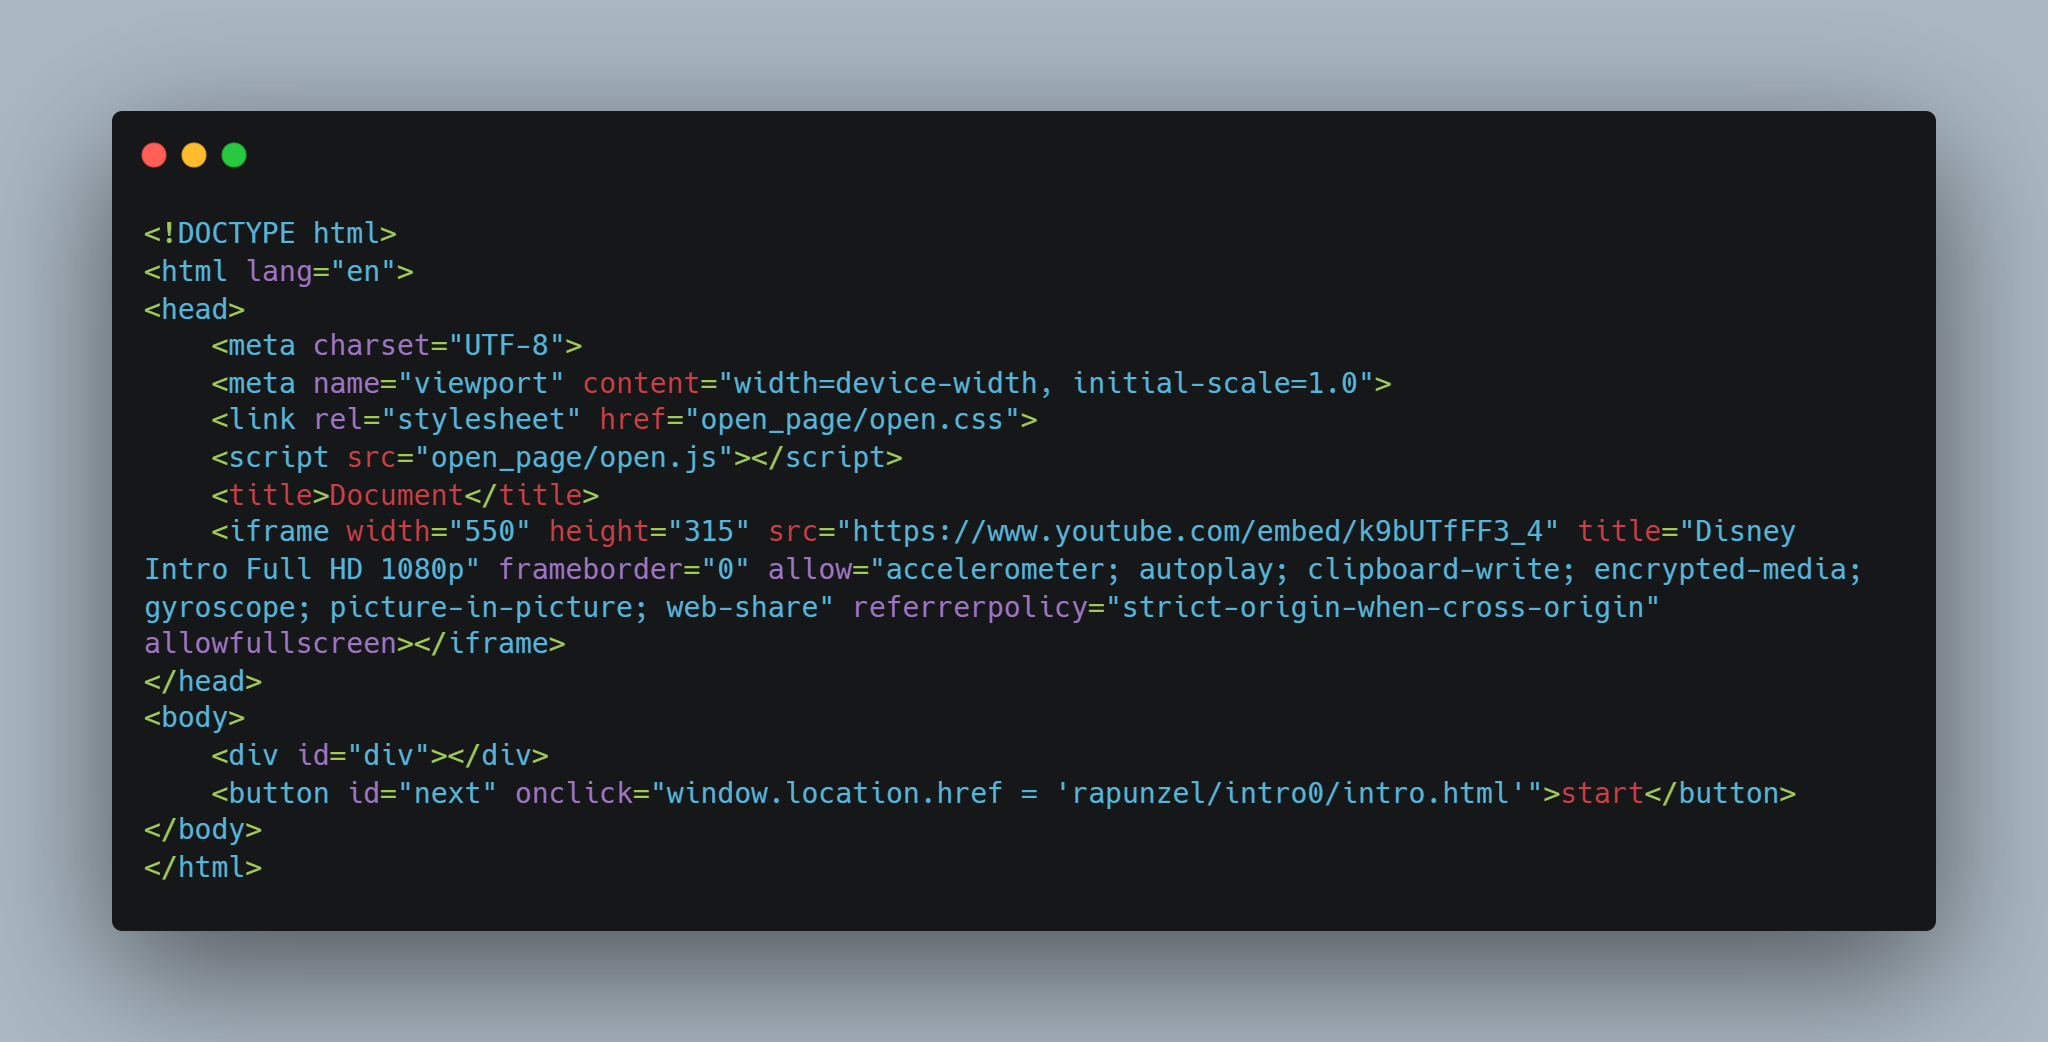 <!DOCTYPE html>
<html lang="en">
<head>
    <meta charset="UTF-8">
    <meta name="viewport" content="width=device-width, initial-scale=1.0">
    <link rel="stylesheet" href="open_page/open.css">
    <script src="open_page/open.js"></script>
    <title>Document</title>
    <iframe width="550" height="315" src="https://www.youtube.com/embed/k9bUTfFF3_4" title="Disney
Intro Full HD 1080p" frameborder="0" allow="accelerometer; autoplay; clipboard-write; encrypted-media;
gyroscope; picture-in-picture; web-share" referrerpolicy="strict-origin-when-cross-origin"
allowfullscreen></iframe>
</head>
<body>
    <div id="div"></div>
    <button id="next" onclick="window.location.href = 'rapunzel/intro0/intro.html'">start</button>
</body>
</html>